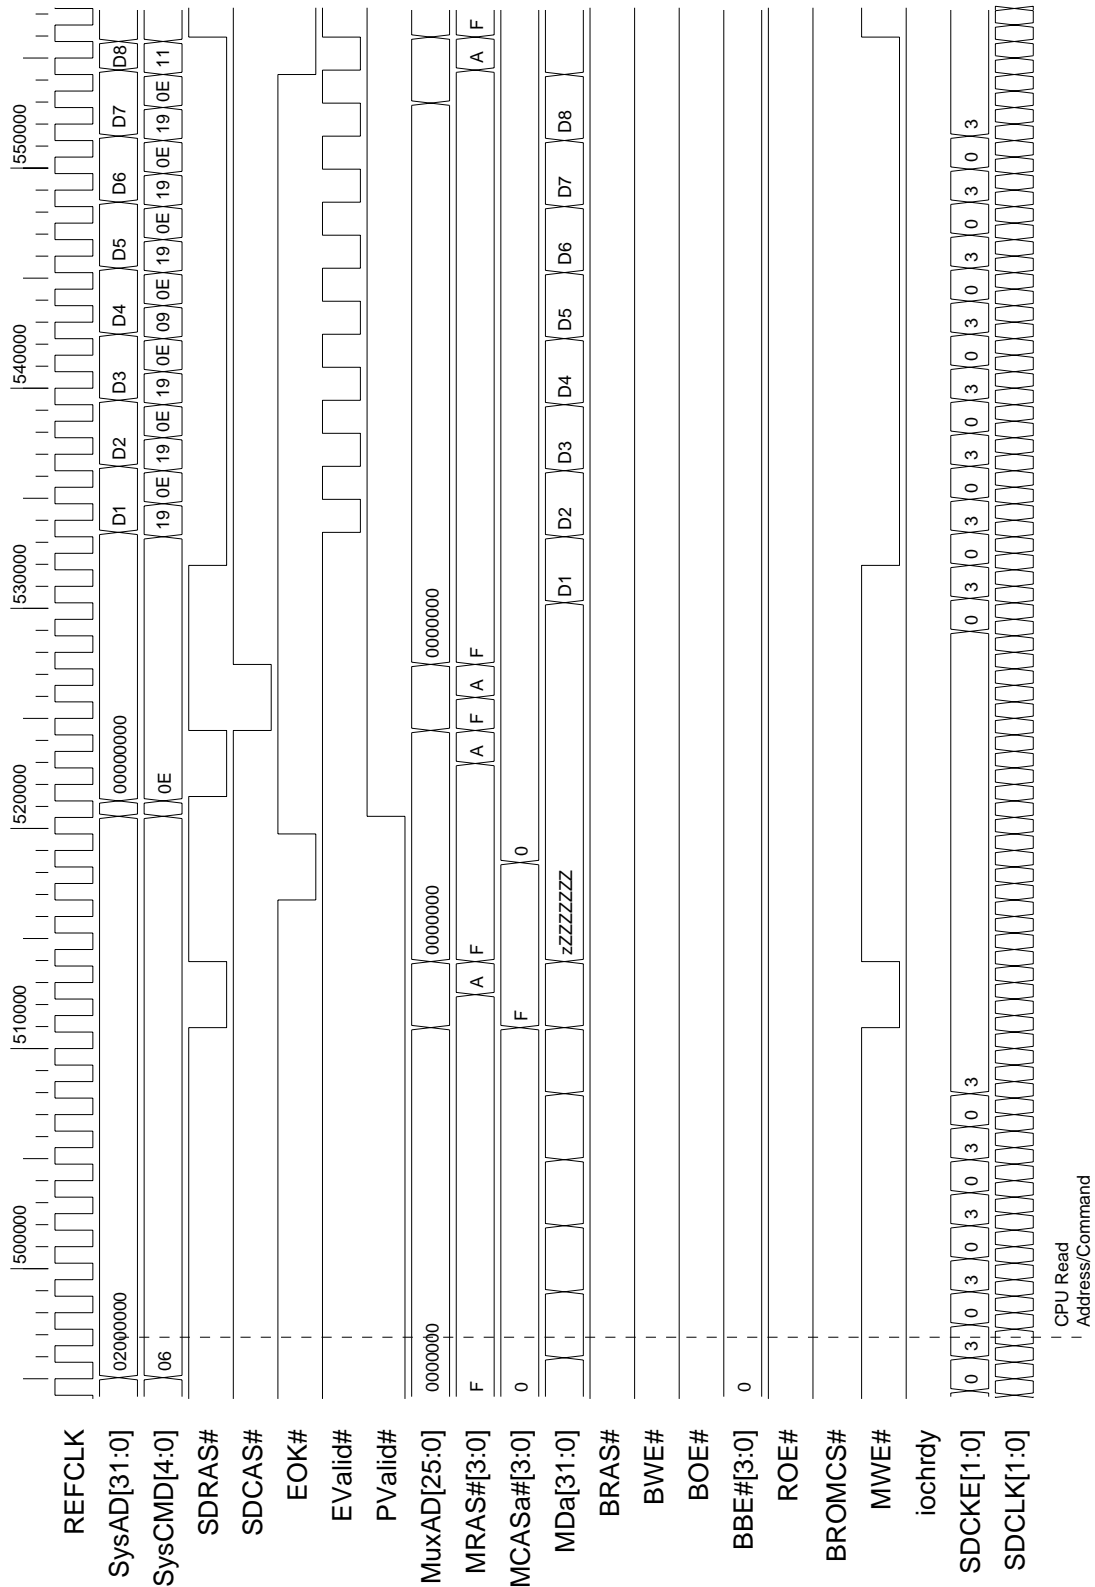 500000 510000 520000 530000 540000 550000
REFCLK
SysAD[31:0] 02000000 00000000 D1 D2 D3 D4 D5 D6 D7 D8
SysCMD[4:0] 06 0E 19 0E 19 0E 19 0E 09 0E 19 0E 19 0E 19 0E 11
SDRAS#
SDCAS#
EOK#
EValid#
PValid#
MuxAD[25:0] 0000000 0000000 0000000
MRAS#[3:0] F A F A F A F A F
MCASa#[3:0] 0 F 0
MDa[31:0] zZZZZZZZ D1 D2 D3 D4 D5 D6 D7 D8
BRAS#
BWE#
BOE#
BBE#[3:0] 0
ROE#
BROMCS#
MWE#
iochrdy
SDCKE[1:0] 0 3 0 3 0 3 0 3 0 3 0 3 0 3 0 3 0 3 0 3 0 3 0 3 0 3
SDCLK[1:0]
CPU Read
Address/Command